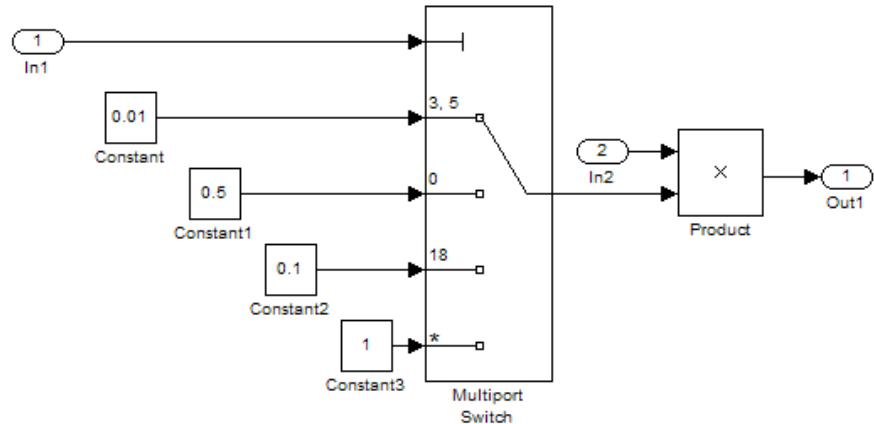 1
In1
0.01
Constant
3, 5
0.5
Constant1
0
0.1
Constant2
18
1
Constant3
*
Multiport
Switch
2
In2
×
Product
1
Out1